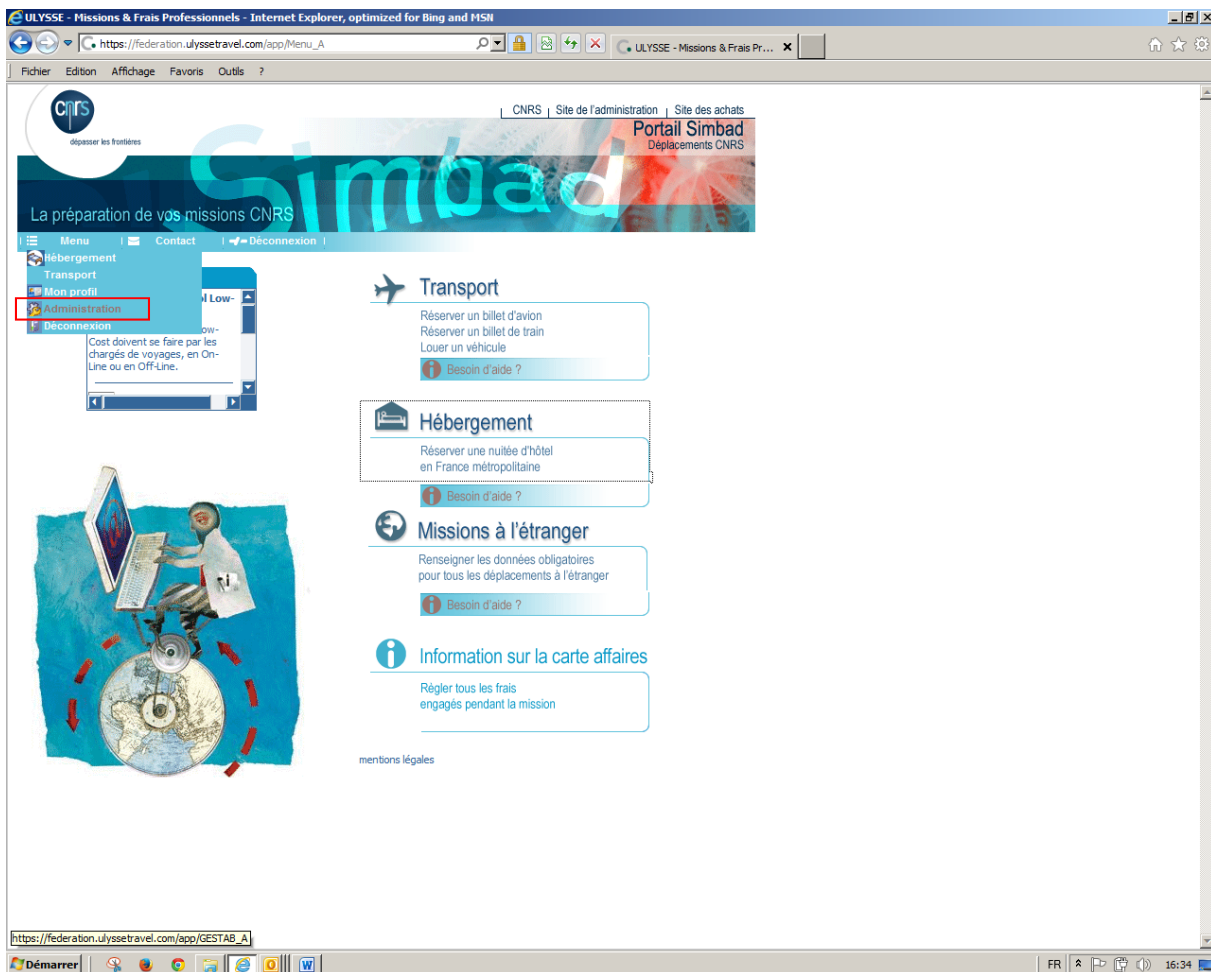 ULYSSE - Missions & Frais Professionnels - Internet Explorer, optimized for Bing and MSN
https://federation.ulyssetravel.com/app/Menu_A
ULYSSE - Missions & Frais Pr...
Fichier Edition Affichage Favoris Outils ?
cnrs
dépasser les frontières
CNRS | Site de l'administration | Site des achats
Portail Simbad
Déplacements CNRS
Simbad
La préparation de vos missions CNRS
Menu | Contact | Déconnexion |
Hébergement
Transport
Mon profil
Administration
Déconnexion
ol Low-
ow-
Cost doivent se faire par les
chargés de voyages, en On-
Line ou en Off-Line.
Transport
Réserver un billet d'avion
Réserver un billet de train
Louer un véhicule
Besoin d'aide ?
Hébergement
Réserver une nuitée d'hôtel
en France métropolitaine
Besoin d'aide ?
Missions à l'étranger
Renseigner les données obligatoires
pour tous les déplacements à l'étranger
Besoin d'aide ?
Information sur la carte affaires
Régler tous les frais
engagés pendant la mission
mentions légales
https://federation.ulyssetravel.com/app/GESTAB_A
Démarrer
FR 16:34